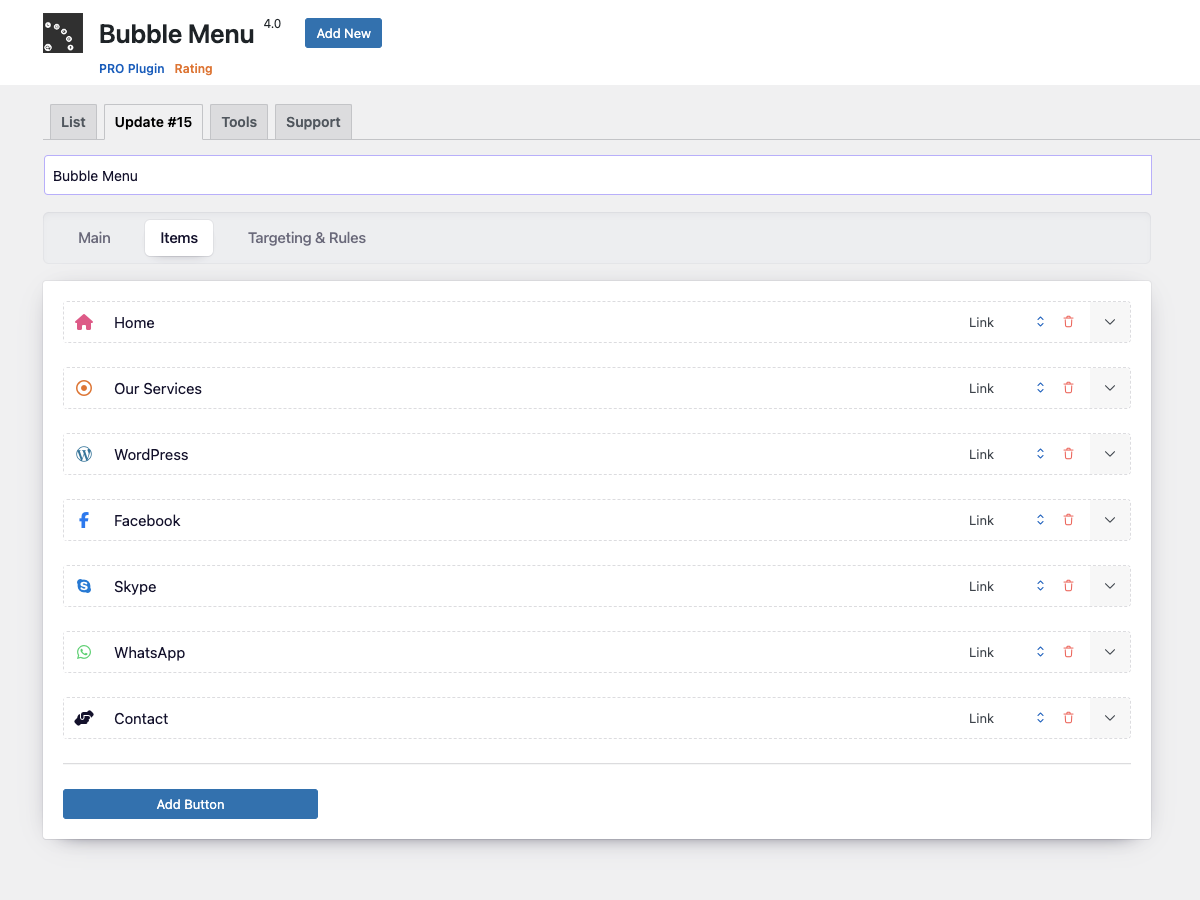 Bubble Menu 4.0
Add New
PRO Plugin Rating
List Update #15 Tools Support
Bubble Menu
Main Items Targeting & Rules
Home Link
Our Services Link
WordPress Link
Facebook Link
Skype Link
WhatsApp Link
Contact Link
Add Button